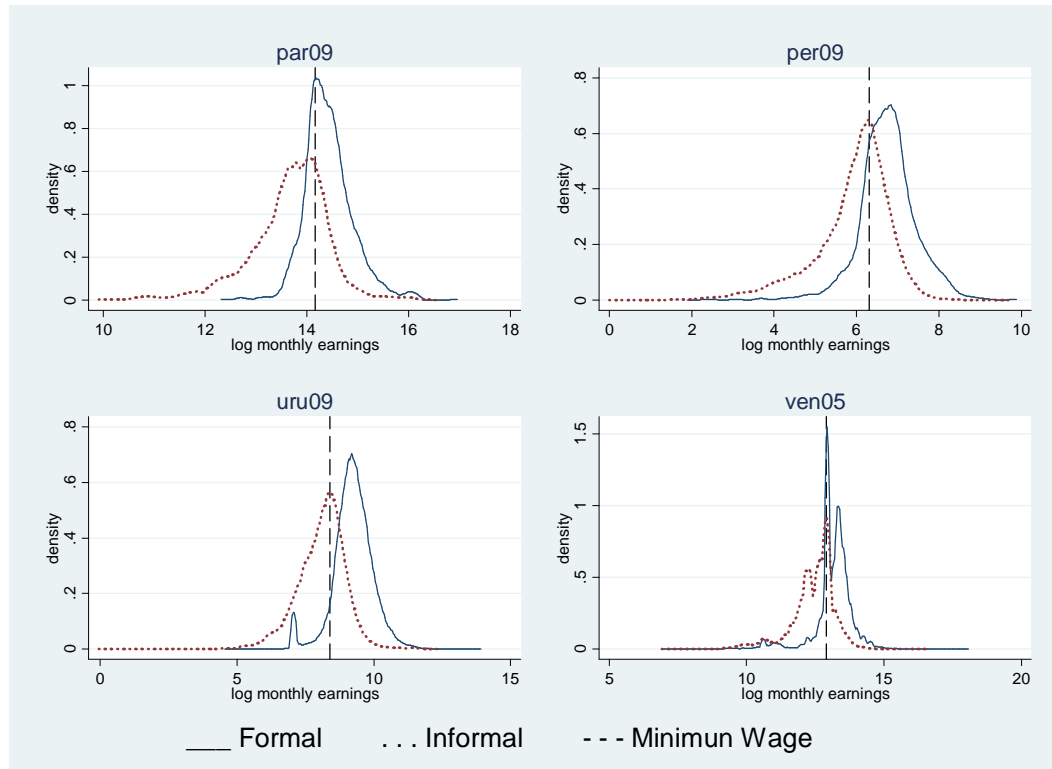 par09
density
0
.2
.4
.6
.8
1
10 12 14 16 18
log monthly earnings
per09
density
0
.2
.4
.6
.8
0 2 4 6 8 10
log monthly earnings
uru09
density
0
.2
.4
.6
.8
0 5 10 15
log monthly earnings
ven05
density
0
.5
1
1.5
5 10 15 20
log monthly earnings
___ Formal . . . Informal - - - Minimun Wage